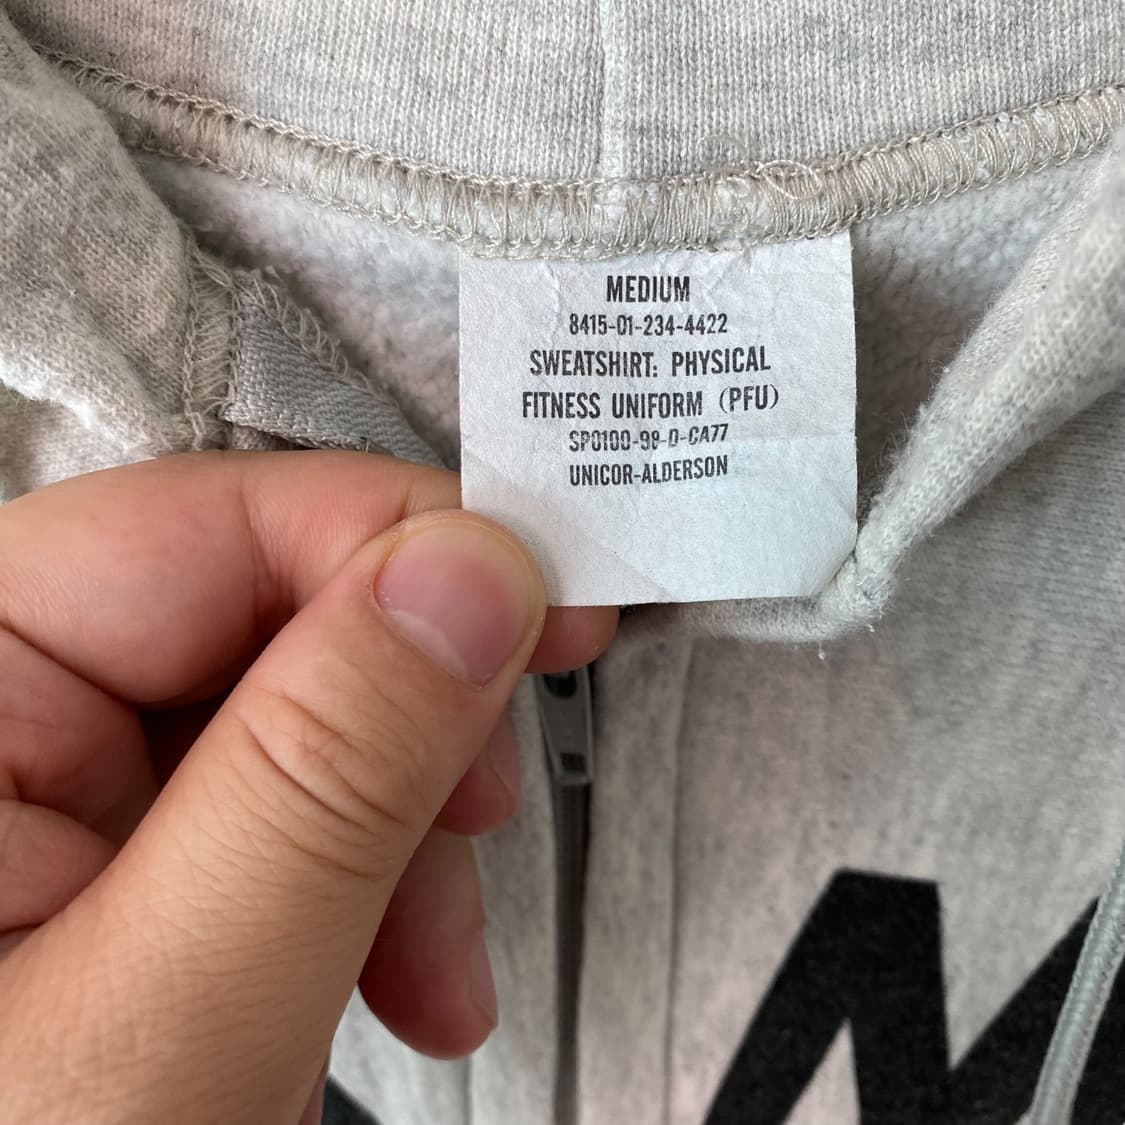 MEDIUM
8415-01-234-4422
SWEATSHIRT: PHYSICAL
FITNESS UNIFORM (PFU)
SP0100-98-D-CA77
UNICOR-ALDERSON
M